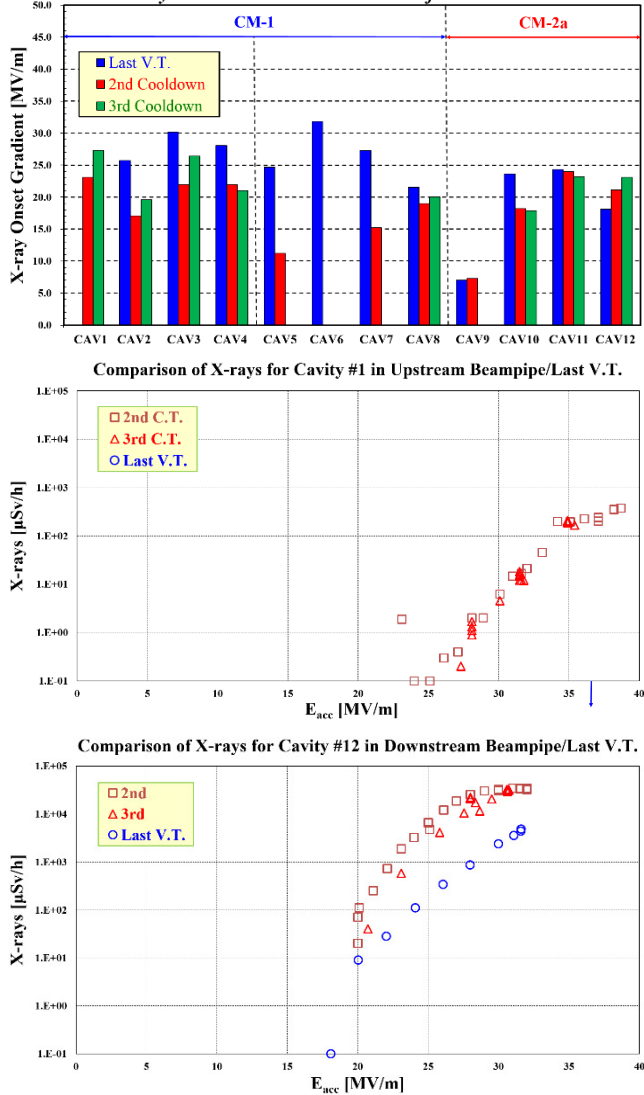 CM-1
CM-2a
X-ray Onset Gradient [MV/m]
50.0
45.0
40.0
35.0
30.0
25.0
20.0
15.0
10.0
5.0
0.0
Last V.T.
2nd Cooldown
3rd Cooldown
CAV1 CAV2 CAV3 CAV4 CAV5 CAV6 CAV7 CAV8 CAV9 CAV10 CAV11 CAV12
Comparison of X-rays for Cavity #1 in Upstream Beampipe/Last V.T.
X-rays [µSv/h]
1.E+05
1.E+04
1.E+03
1.E+02
1.E+01
1.E+00
1.E-01
2nd C.T.
3rd C.T.
Last V.T.
0 5 10 15 20 25 30 35 40
Eacc [MV/m]
Comparison of X-rays for Cavity #12 in Downstream Beampipe/Last V.T.
X-rays [µSv/h]
1.E+05
1.E+04
1.E+03
1.E+02
1.E+01
1.E+00
1.E-01
2nd
3rd
Last V.T.
0 5 10 15 20 25 30 35 40
Eacc [MV/m]